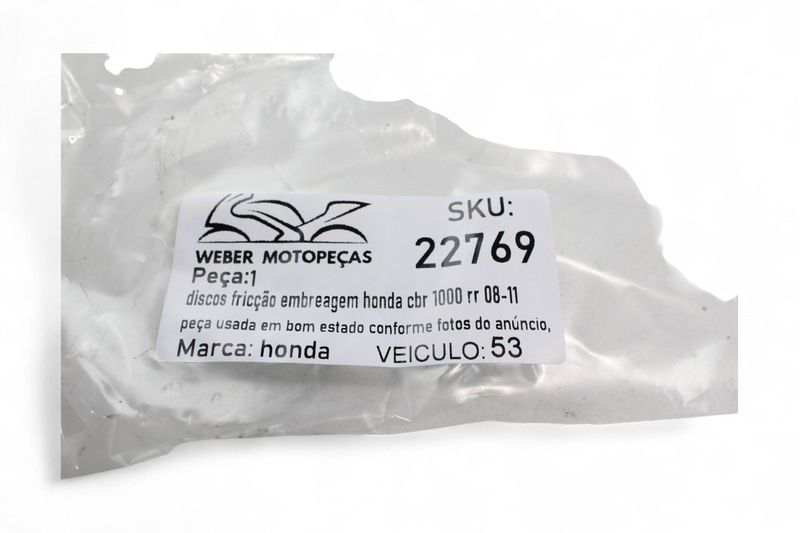 WEBER MOTOPEÇAS
SKU:
22769
Peça:1
discos fricção embreagem honda cbr 1000 rr 08-11
peça usada em bom estado conforme fotos do anúncio,
Marca: honda
VEICULO: 53